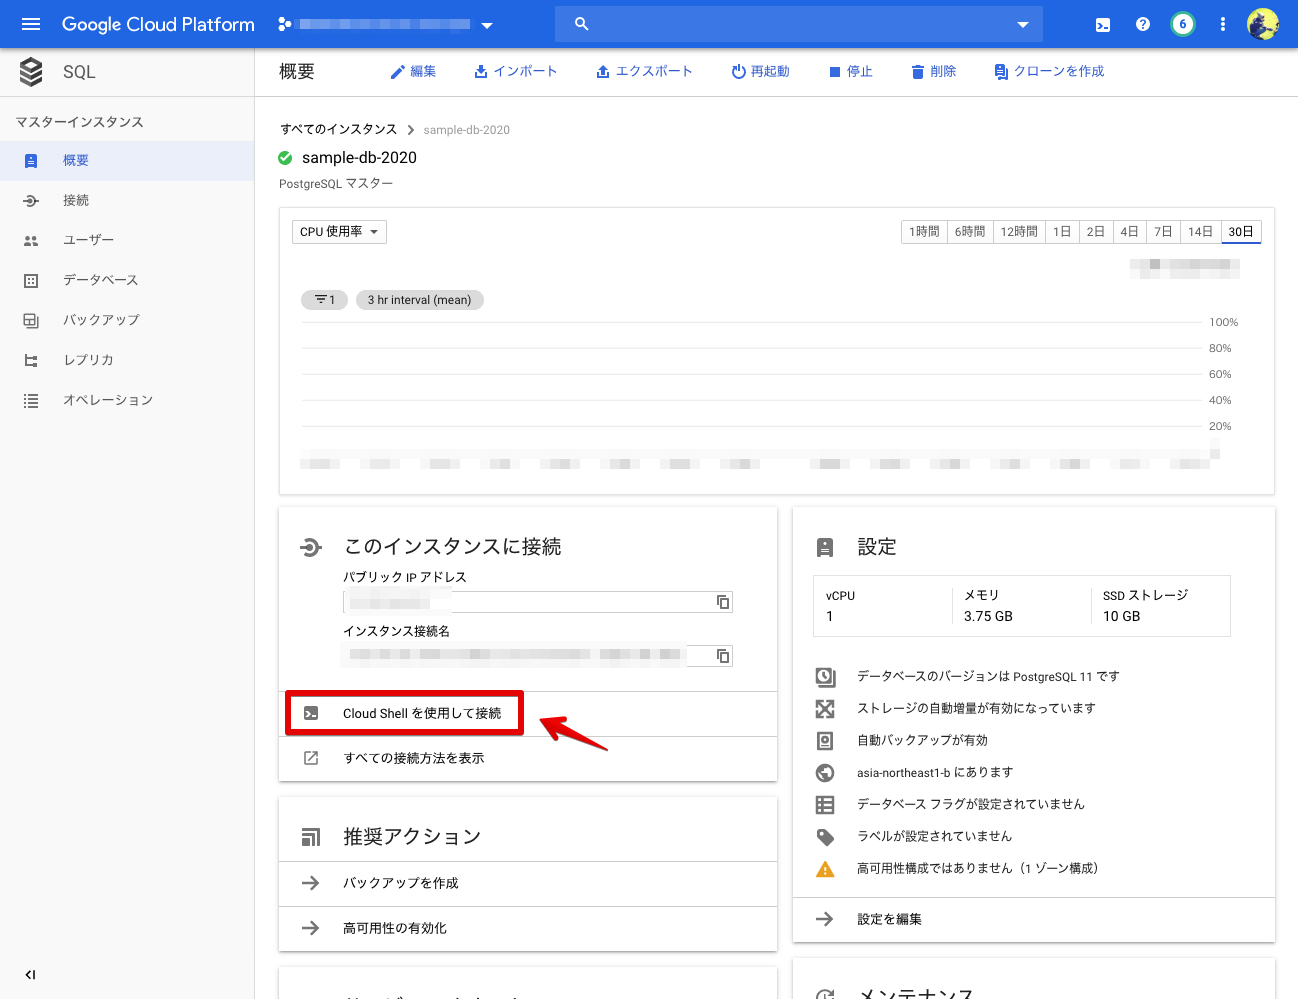 Google Cloud Platform
6
SQL
概要
編集
インポート
エクスポート
再起動
停止
削除
クローンを作成
マスターインスタンス
概要
接続
ユーザー
データベース
バックアップ
レプリカ
オペレーション
すべてのインスタンス
sample-db-2020
sample-db-2020
PostgreSQL マスター
CPU 使用率
1時間
6時間
12時間
1日
2日
4日
7日
14日
30日
1
3 hr interval (mean)
100%
80%
60%
40%
20%
このインスタンスに接続
パブリック IP アドレス
インスタンス接続名
Cloud Shell を使用して接続
すべての接続方法を表示
推奨アクション
バックアップを作成
高可用性の有効化
設定
vCPU
1
メモリ
3.75 GB
SSD ストレージ
10 GB
データベースのバージョンは PostgreSQL 11 です
ストレージの自動増量が有効になっています
自動バックアップが有効
asia-northeast1-b にあります
データベース フラグが設定されていません
ラベルが設定されていません
高可用性構成ではありません（1 ゾーン構成）
設定を編集
メンテナンス